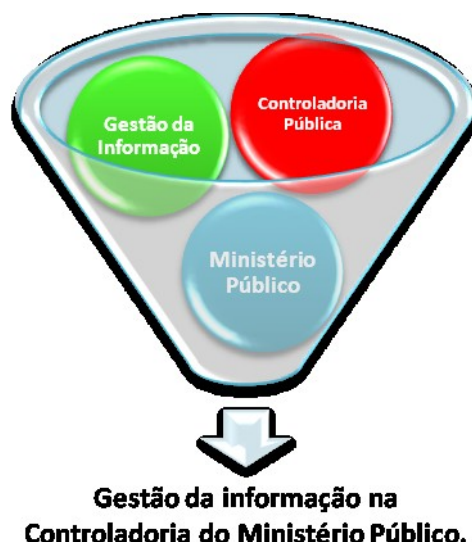 Gestão da
Informação
Controladoria
Pública
Ministério
Público
Gestão da informação na
Controladoria do Ministério Público.